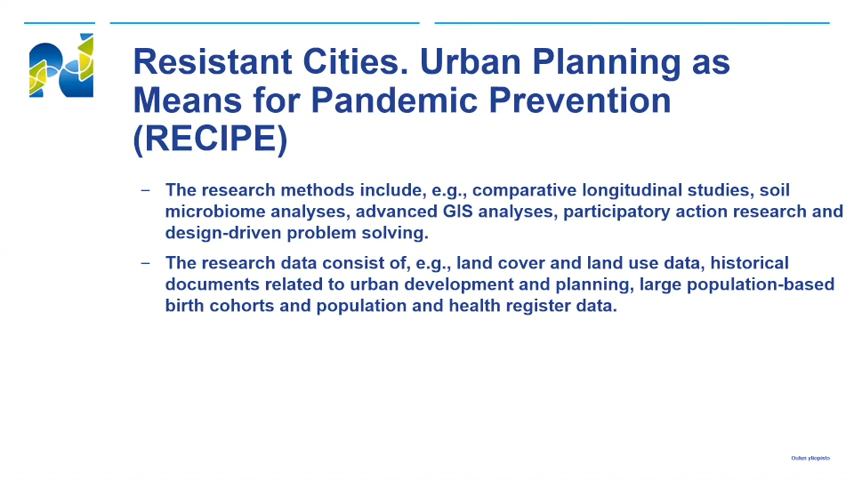 Resistant Cities. Urban Planning as
Means for Pandemic Prevention
(RECIPE)
– The research methods include, e.g., comparative longitudinal studies, soil
microbiome analyses, advanced GIS analyses, participatory action research and
design-driven problem solving.
– The research data consist of, e.g., land cover and land use data, historical
documents related to urban development and planning, large population-based
birth cohorts and population and health register data.
Oulun yliopisto